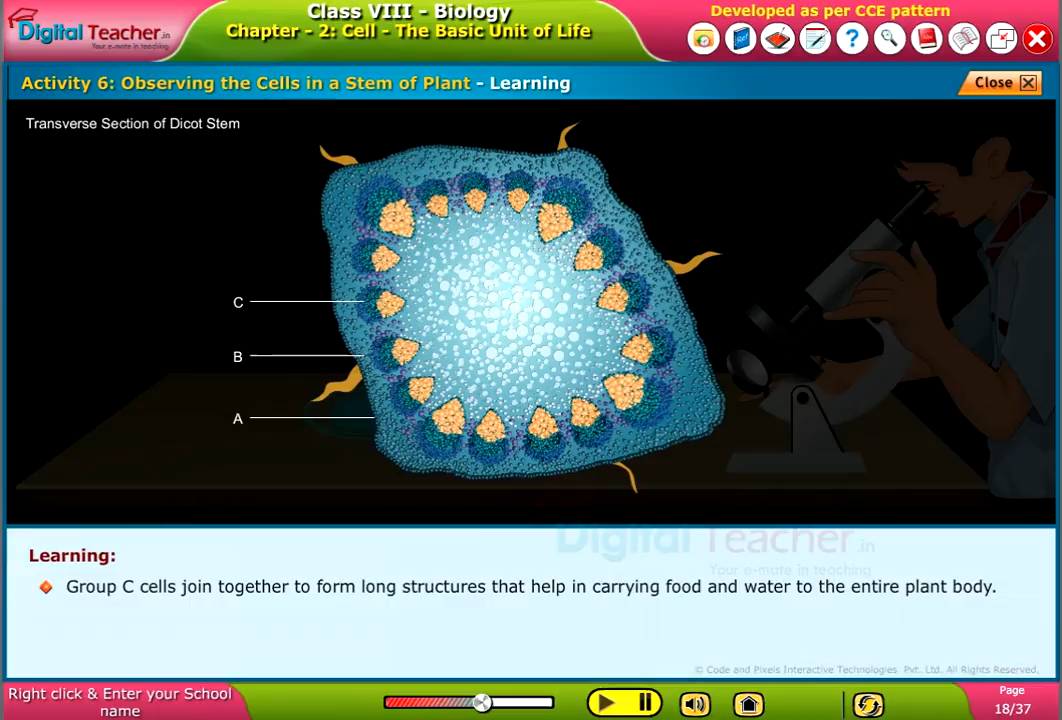 Digital Teacher.in
Your e-mate in teaching
Class VIII - Biology
Chapter - 2: Cell - The Basic Unit of Life
Developed as per CCE pattern
Ref
?
Activity 6: Observing the Cells in a Stem of Plant - Learning
Close
Transverse Section of Dicot Stem
C
B
A
Digital Teacher.in
Your e-mate in teaching
Learning:
Group C cells join together to form long structures that help in carrying food and water to the entire plant body.
© Code and Pixels Interactive Technologies Pvt. Ltd. All Rights Reserved.
Right click & Enter your School
name
Page
18/37